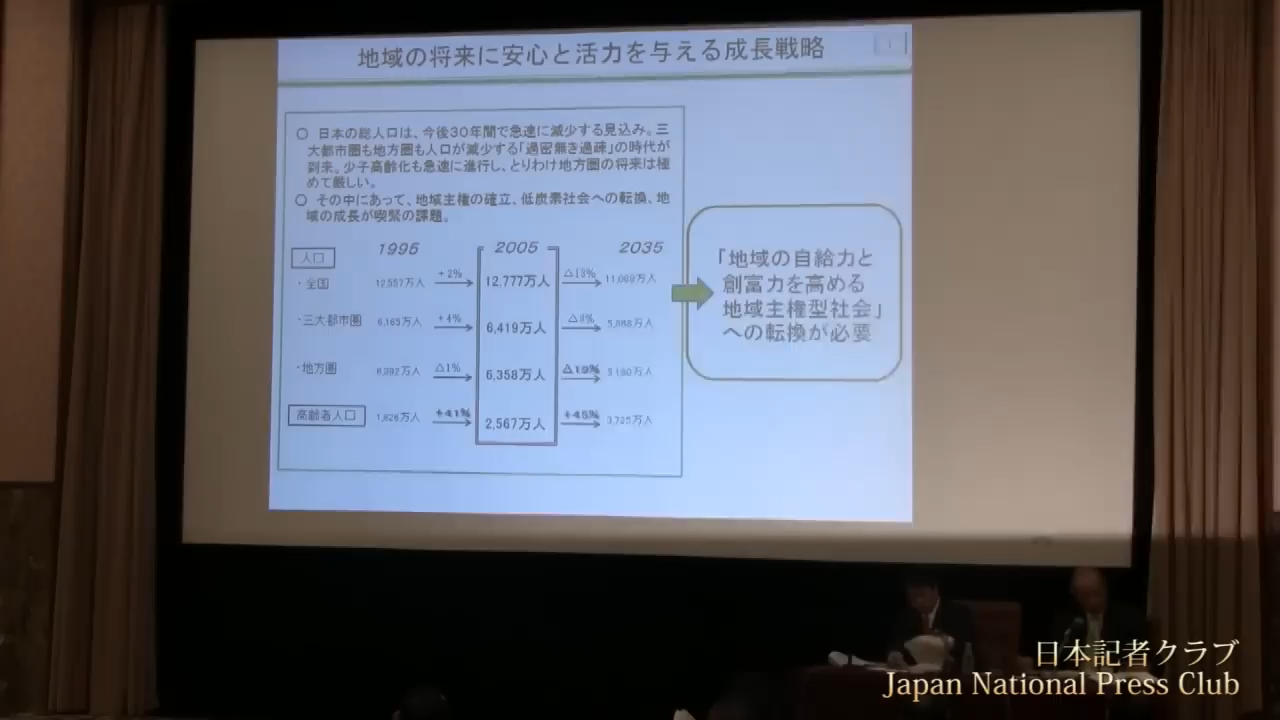 地域の将来に安心と活力を与える成長戦略
1
○ 日本の総人口は、今後30年間で急速に減少する見込み。三
大都市圏も地方圏も人口が減少する「過密無き過疎」の時代が
到来。少子高齢化も急速に進行し、とりわけ地方圏の将来は極
めて厳しい。
○ その中にあって、地域主権の確立、低炭素社会への転換、地
域の成長が喫緊の課題。
1995 2005 2035
人口
・全国 12,557万人 +2% 12,777万人 △13% 11,068万人
・三大都市圏 6,165万人 +4% 6,419万人 △8% 5,888万人
・地方圏 6,392万人 △1% 6,358万人 △19% 5,180万人
高齢者人口 1,826万人 +41% 2,567万人 +45% 3,725万人
「地域の自給力と
創富力を高める
地域主権型社会」
への転換が必要
日本記者クラブ
Japan National Press Club